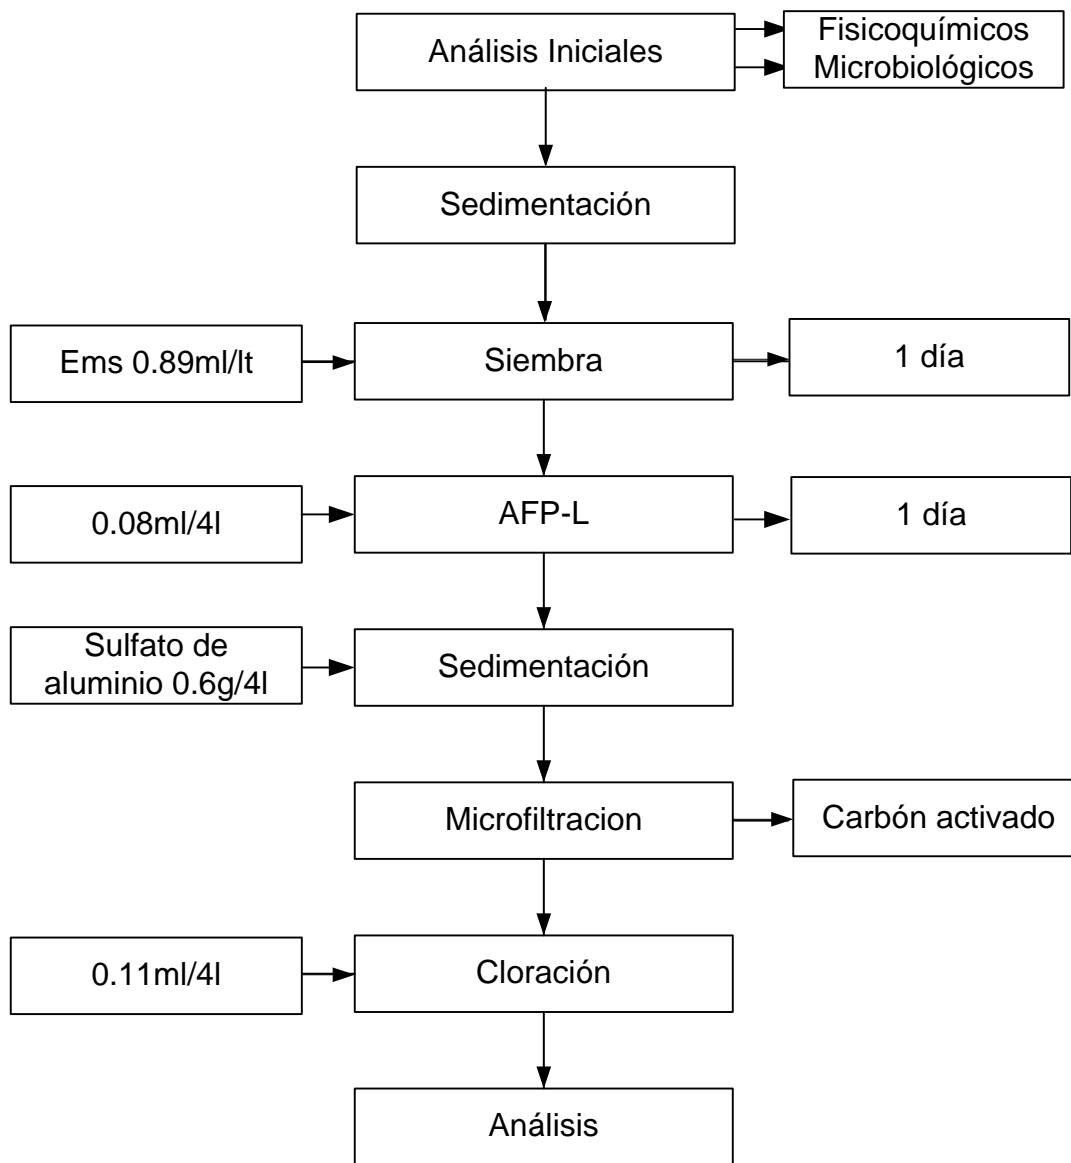 Análisis Iniciales
Fisicoquímicos
Microbiológicos
Sedimentación
Ems 0.89ml/lt
Siembra
1 día
0.08ml/4l
AFP-L
1 día
Sulfato de
aluminio 0.6g/4l
Sedimentación
Microfiltracion
Carbón activado
0.11ml/4l
Cloración
Análisis